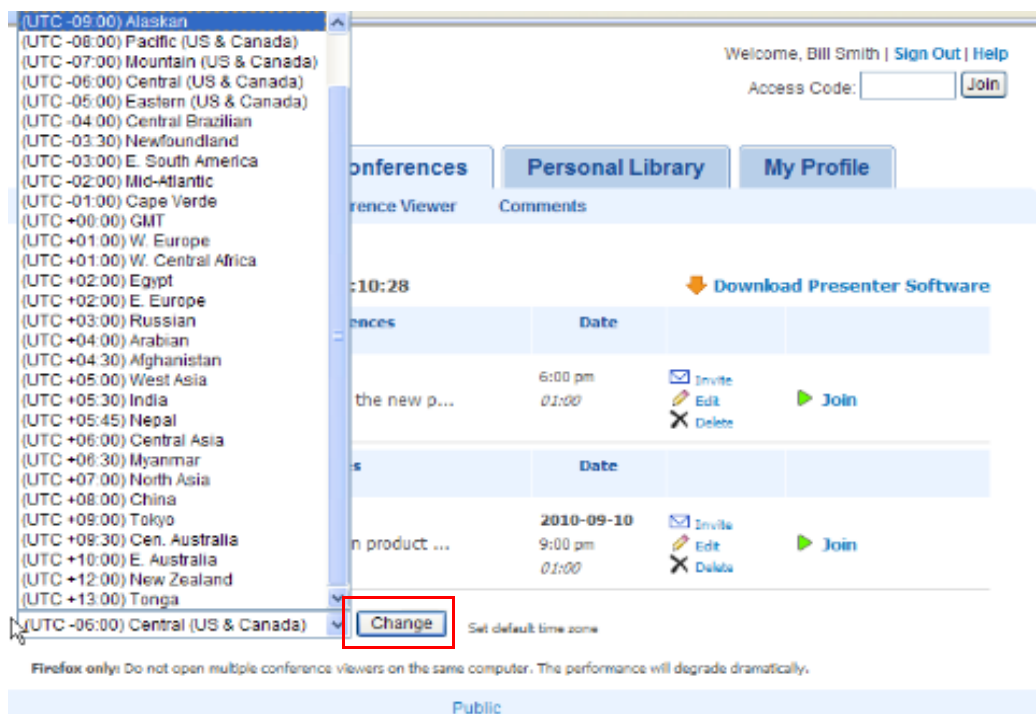 (UTC -09:00) Alaskan
(UTC -08:00) Pacific (US & Canada)
(UTC -07:00) Mountain (US & Canada)
(UTC -06:00) Central (US & Canada)
(UTC -05:00) Eastern (US & Canada)
(UTC -04:00) Central Brazilian
(UTC -03:30) Newfoundland
(UTC -03:00) E. South America
(UTC -02:00) Mid-Atlantic
(UTC -01:00) Cape Verde
(UTC +00:00) GMT
(UTC +01:00) W. Europe
(UTC +01:00) W. Central Africa
(UTC +02:00) Egypt
(UTC +02:00) E. Europe
(UTC +03:00) Russian
(UTC +04:00) Arabian
(UTC +04:30) Afghanistan
(UTC +05:00) West Asia
(UTC +05:30) India
(UTC +05:45) Nepal
(UTC +06:00) Central Asia
(UTC +06:30) Myanmar
(UTC +07:00) North Asia
(UTC +08:00) China
(UTC +09:00) Tokyo
(UTC +09:30) Cen. Australia
(UTC +10:00) E. Australia
(UTC +12:00) New Zealand
(UTC +13:00) Tonga
(UTC -06:00) Central (US & Canada) Change Set default time zone
Welcome, Bill Smith | Sign Out | Help
Access Code: Join
onferences Personal Library My Profile
rence Viewer Comments
:10:28 Download Presenter Software
ences Date
6:00 pm Invite
the new p... 01:00 Edit Join
Delete
s Date
2010-09-10 Invite
n product ... 9:00 pm Edit Join
01:00 Delete
Firefox only: Do not open multiple conference viewers on the same computer. The performance will degrade dramatically.
Public